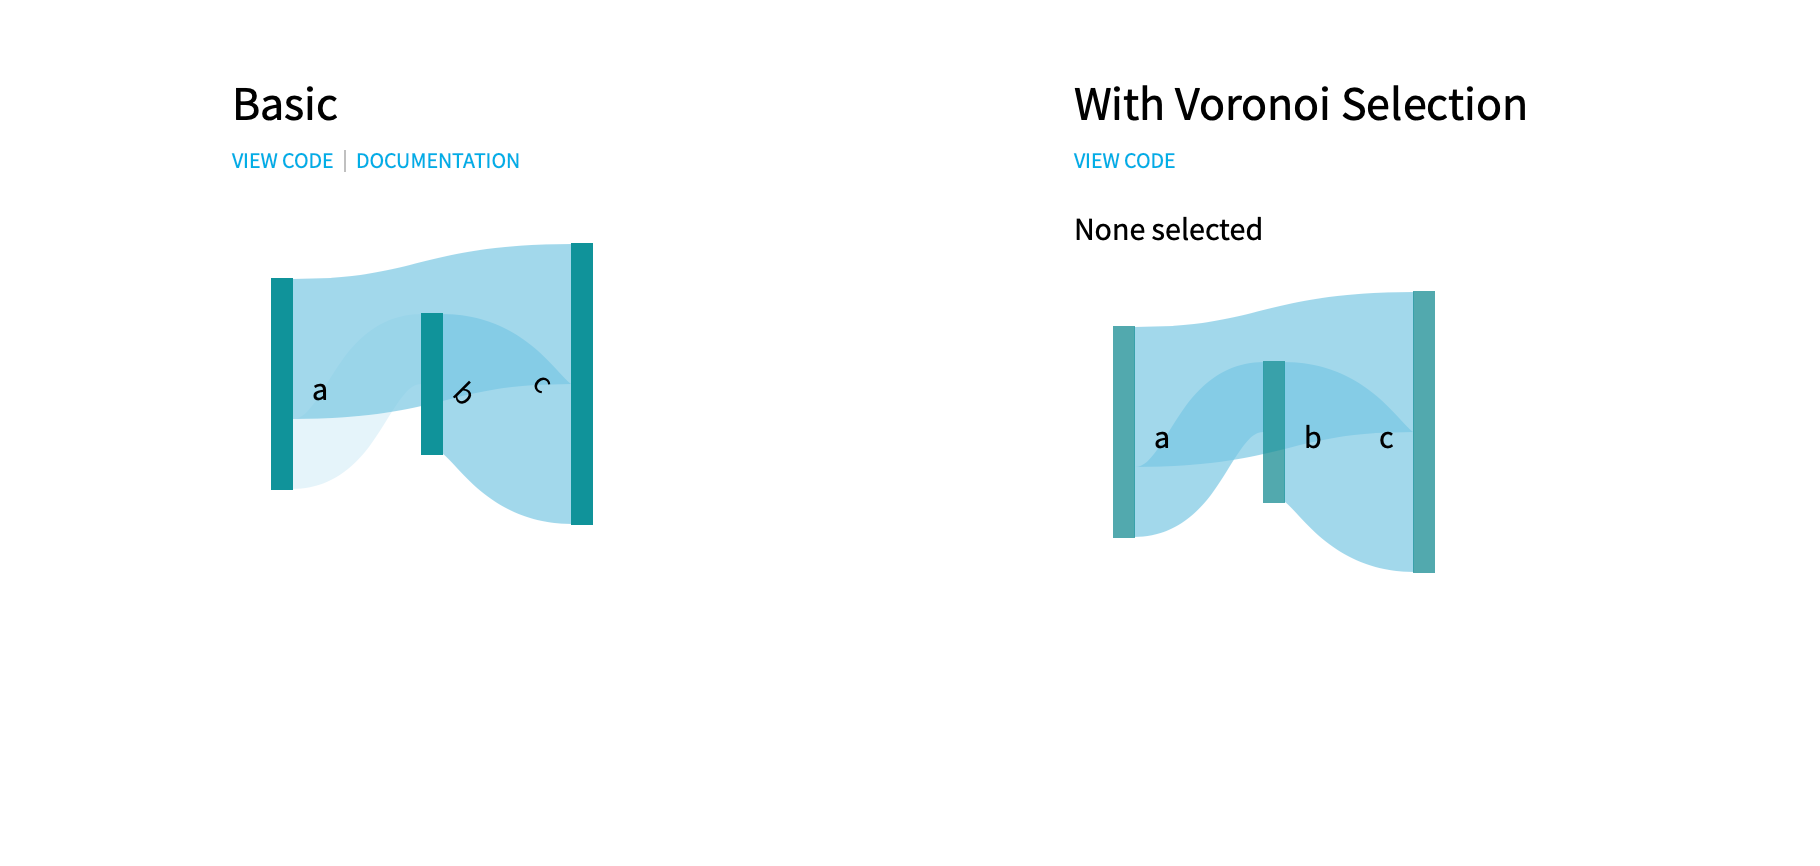 Basic
VIEW CODE | DOCUMENTATION
a
b
c
With Voronoi Selection
VIEW CODE
None selected
a
b
c